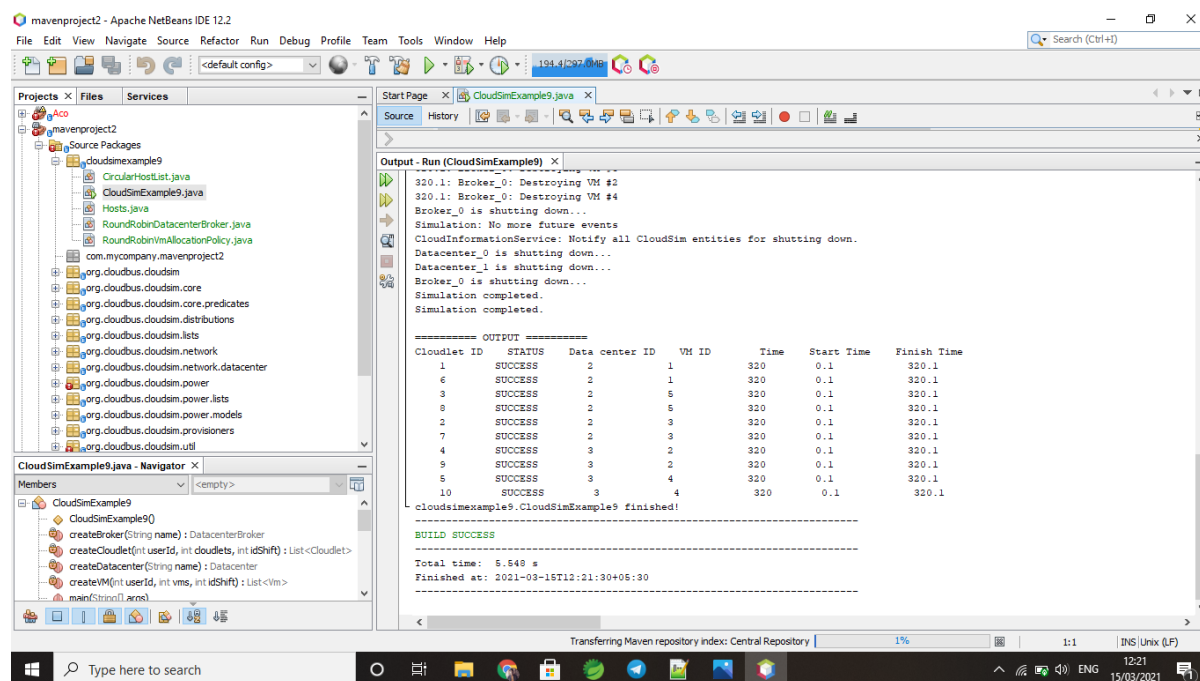 mavenproject2 - Apache NetBeans IDE 12.2
File Edit View Navigate Source Refactor Run Debug Profile Team Tools Window Help
Search (Ctrl+I)
<default config>
194.4/297.0MB
Projects Files Services
Aco
mavenproject2
Source Packages
cloudsimexample9
CircularHostList.java
CloudSimExample9.java
Hosts.java
RoundRobinDatacenterBroker.java
RoundRobinVmAllocationPolicy.java
com.mycompany.mavenproject2
org.cloudbus.cloudsim
org.cloudbus.cloudsim.core
org.cloudbus.cloudsim.core.predicates
org.cloudbus.cloudsim.distributions
org.cloudbus.cloudsim.lists
org.cloudbus.cloudsim.network
org.cloudbus.cloudsim.network.datacenter
org.cloudbus.cloudsim.power
org.cloudbus.cloudsim.power.lists
org.cloudbus.cloudsim.power.models
org.cloudbus.cloudsim.provisioners
org.cloudbus.cloudsim.util
CloudSimExample9.java - Navigator
Members <empty>
CloudSimExample9
CloudSimExample9()
createBroker(String name) : DatacenterBroker
createCloudlet(int userId, int cloudlets, int idShift) : List<Cloudlet>
createDatacenter(String name) : Datacenter
createVM(int userId, int vms, int idShift) : List<Vm>
main(String[] args)
Start Page CloudSimExample9.java
Source History
Output - Run (CloudSimExample9)
320.1: Broker_0: Destroying VM #2
320.1: Broker_0: Destroying VM #4
Broker_0 is shutting down...
Simulation: No more future events
CloudInformationService: Notify all CloudSim entities for shutting down.
Datacenter_0 is shutting down...
Datacenter_1 is shutting down...
Broker_0 is shutting down...
Simulation completed.
Simulation completed.
========== OUTPUT ==========
Cloudlet ID STATUS Data center ID VM ID Time Start Time Finish Time
1 SUCCESS 2 1 320 0.1 320.1
6 SUCCESS 2 1 320 0.1 320.1
3 SUCCESS 2 5 320 0.1 320.1
8 SUCCESS 2 5 320 0.1 320.1
2 SUCCESS 2 3 320 0.1 320.1
7 SUCCESS 2 3 320 0.1 320.1
4 SUCCESS 3 2 320 0.1 320.1
9 SUCCESS 3 2 320 0.1 320.1
5 SUCCESS 3 4 320 0.1 320.1
10 SUCCESS 3 4 320 0.1 320.1
cloudsimexample9.CloudSimExample9 finished!
------------------------------------------------------------------------
BUILD SUCCESS
------------------------------------------------------------------------
Total time: 5.548 s
Finished at: 2021-03-15T12:21:30+05:30
------------------------------------------------------------------------
Transferring Maven repository index: Central Repository 1% 1:1 INS Unix (LF)
Type here to search
ENG
12:21
15/03/2021